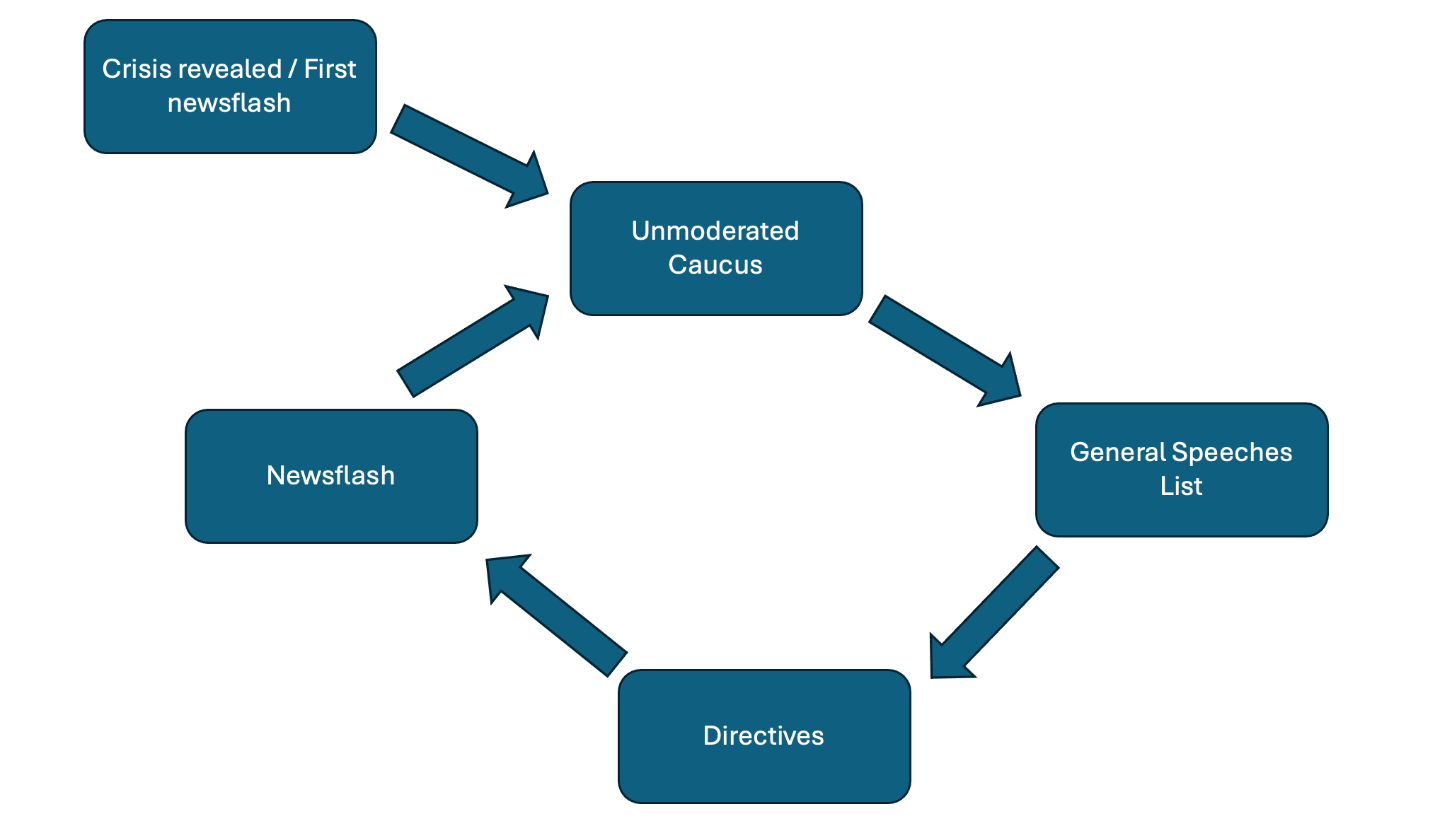 Crisis revealed / First
newsflash
Unmoderated
Caucus
General Speeches
List
Newsflash
Directives